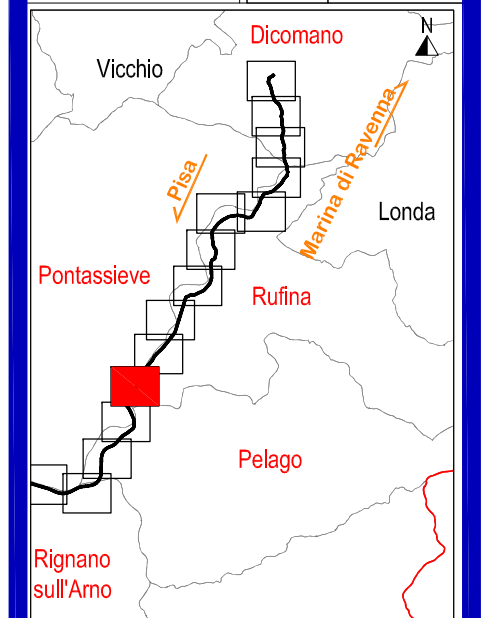 N
Dicomano
Vicchio
Marina di Ravenna
Pisa
Londa
Pontassieve
Rufina
Pelago
Rignano
sull'Arno